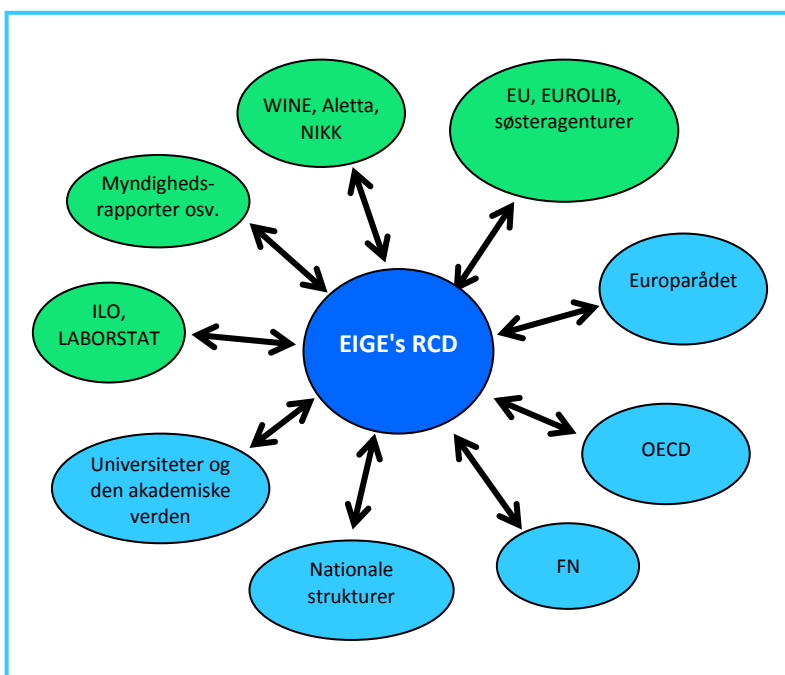 WINE, Aletta,
NIKK
EU, EUROLIB,
søsteragenturer
Myndigheds-
rapporter osv.
Europarådet
ILO,
LABORSTAT
EIGE's RCD
OECD
Universiteter og
den akademiske
verden
FN
Nationale
strukturer